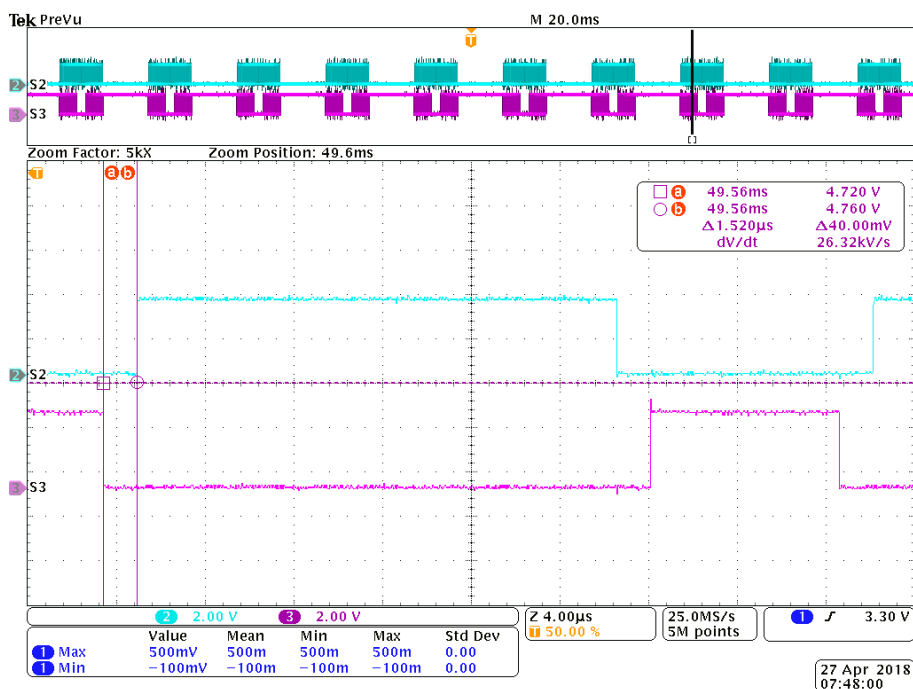 Tek PreVu M 20.0ms
T
2 S2
3 S3
[ ]
Zoom Factor: 5kX Zoom Position: 49.6ms
T a b
a 49.56ms 4.720 V
b 49.56ms 4.760 V
Δ1.520µs Δ40.00mV
dV/dt 26.32kV/s
2 S2
3 S3
2 2.00 V 3 2.00 V
Z 4.00µs
T 50.00 %
25.0MS/s
5M points
1 3.30 V
Value Mean Min Max Std Dev
1 Max 500mV 500m 500m 500m 0.00
1 Min −100mV −100m −100m −100m 0.00
27 Apr 2018
07:48:00